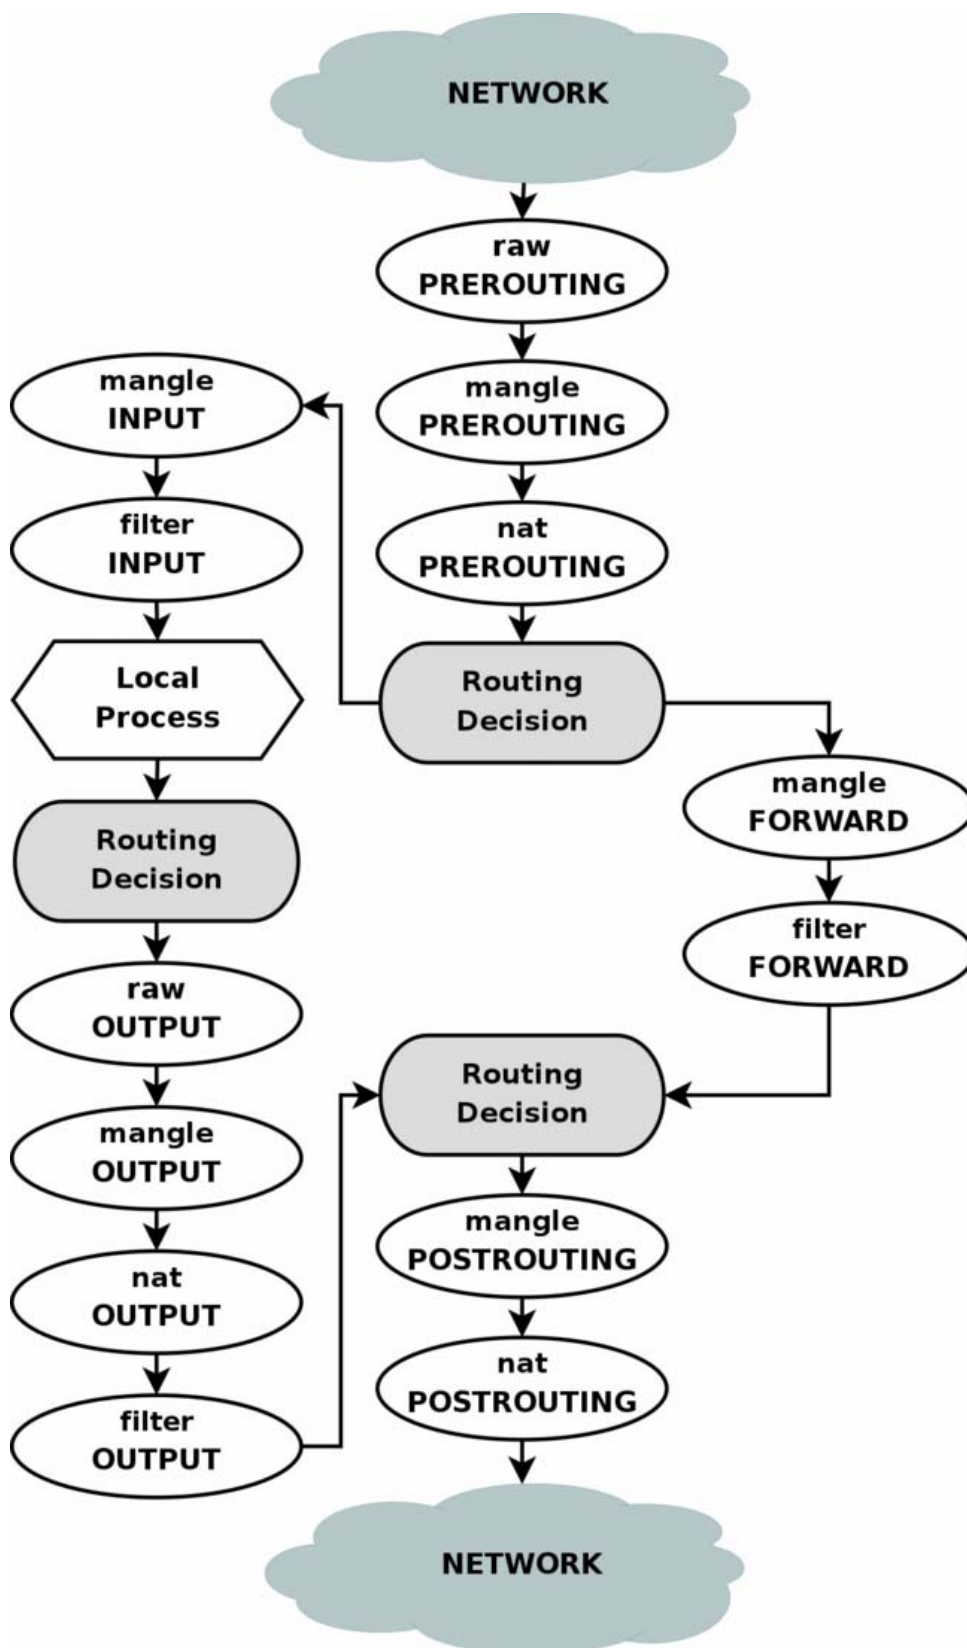 NETWORK
raw
PREROUTING
mangle
PREROUTING
nat
PREROUTING
Routing
Decision
mangle
INPUT
filter
INPUT
Local
Process
Routing
Decision
raw
OUTPUT
mangle
OUTPUT
nat
OUTPUT
filter
OUTPUT
mangle
FORWARD
filter
FORWARD
Routing
Decision
mangle
POSTROUTING
nat
POSTROUTING
NETWORK